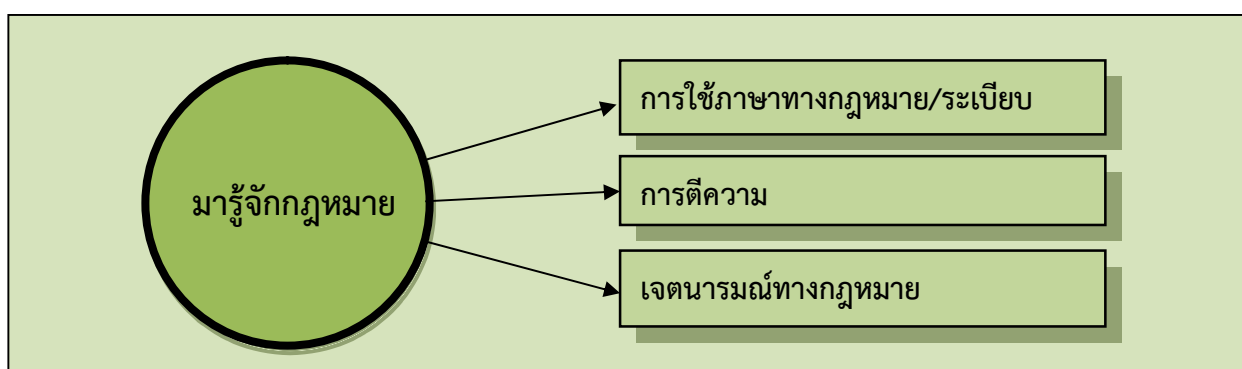 มารู้จักกฎหมาย
การใช้ภาษาทางกฎหมาย/ระเบียบ
การตีความ
เจตนารมณ์ทางกฎหมาย